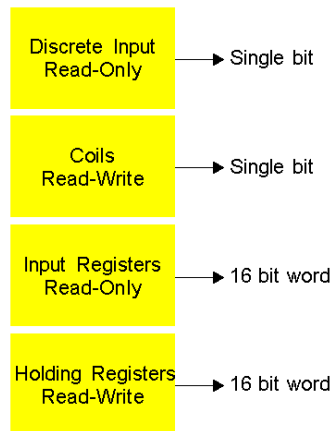 Discrete Input
Read-Only
Single bit
Coils
Read-Write
Single bit
Input Registers
Read-Only
16 bit word
Holding Registers
Read-Write
16 bit word